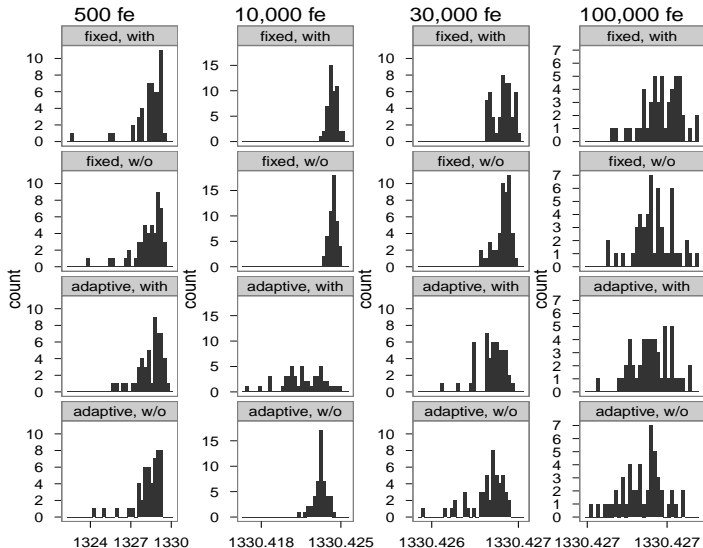 500 fe 10,000 fe 30,000 fe 100,000 fe
fixed, with fixed, with fixed, with fixed, with
10 8 6 4 2 0
15 10 5 0
10 8 6 4 2 0
7 6 5 4 3 2 1 0
fixed, w/o fixed, w/o fixed, w/o fixed, w/o
10 8 6 4 2 0
15 10 5 0
10 8 6 4 2 0
7 6 5 4 3 2 1 0
count count count
adaptive, with adaptive, with adaptive, with adaptive, with
10 8 6 4 2 0
15 10 5 0
10 8 6 4 2 0
7 6 5 4 3 2 1 0
adaptive, w/o adaptive, w/o adaptive, w/o adaptive, w/o
10 8 6 4 2 0
15 10 5 0
10 8 6 4 2 0
7 6 5 4 3 2 1 0
1324 1327 1330 1330.418 1330.425 1330.426 1330.427 1330.427 1330.427